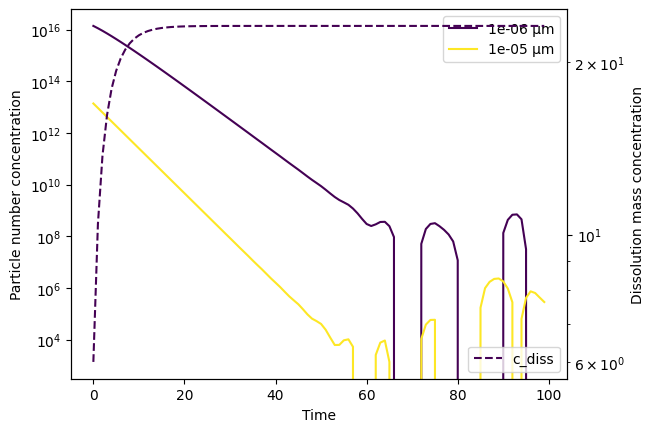 Particle number concentration
10^16
10^14
10^12
10^10
10^8
10^6
10^4
0
20
40
60
80
100
Time
1e-06 µm
1e-05 µm
c_diss
2 × 10^1
10^1
6 × 10^0
Dissolution mass concentration